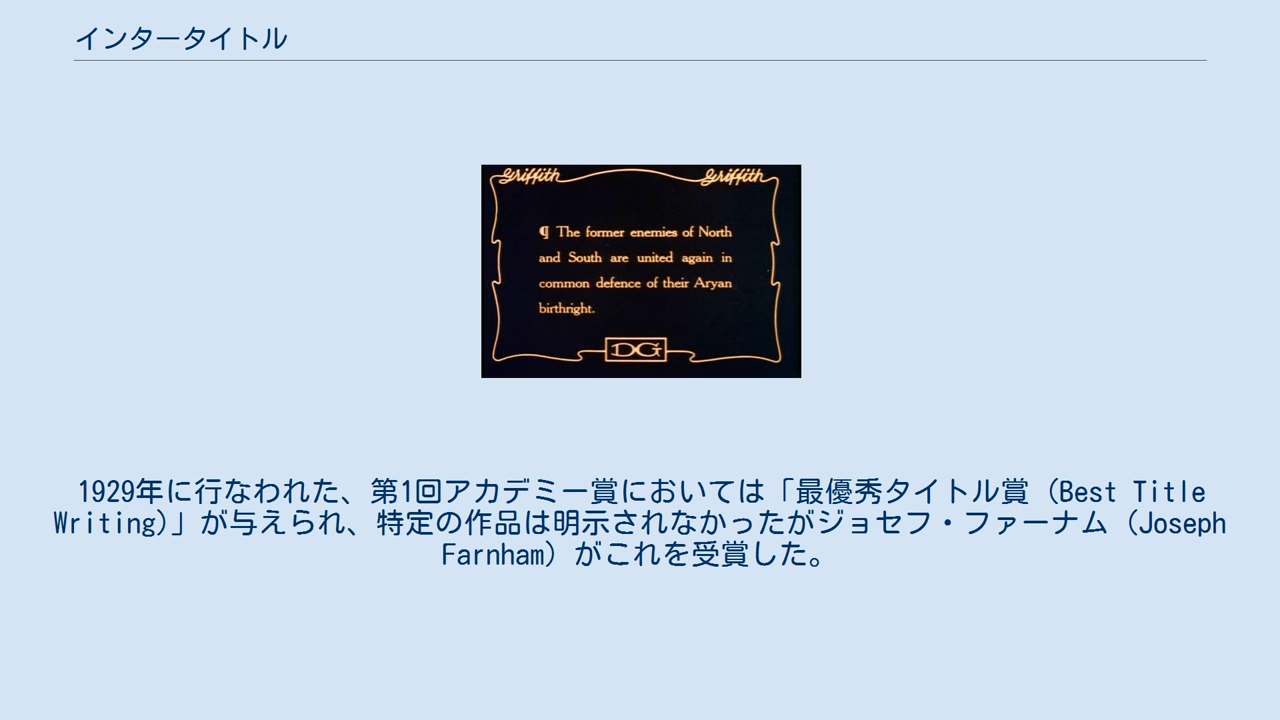 インタータイトル
Griffith Griffith
¶ The former enemies of North
and South are united again in
common defence of their Aryan
birthright.
DG
1929年に行なわれた、第1回アカデミー賞においては「最優秀タイトル賞 (Best Title
Writing)」が与えられ、特定の作品は明示されなかったがジョセフ・ファーナム (Joseph
Farnham) がこれを受賞した。